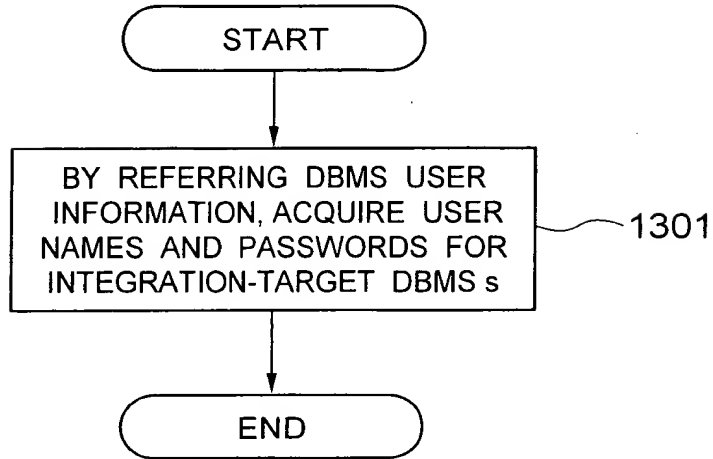 START
BY REFERRING DBMS USER
INFORMATION, ACQUIRE USER
NAMES AND PASSWORDS FOR
INTEGRATION-TARGET DBMS s
1301
END